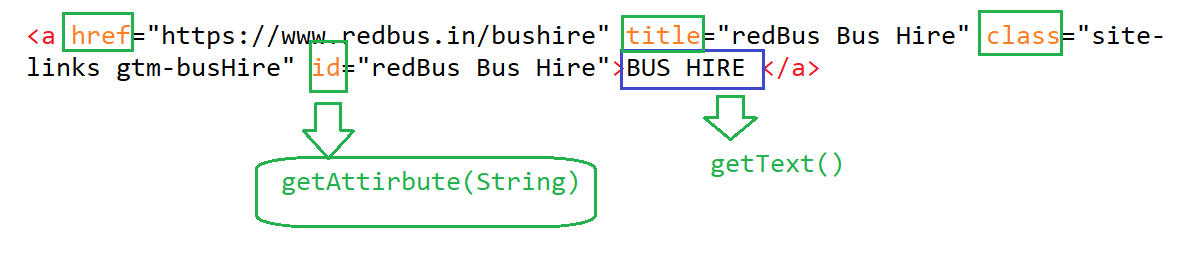 <a href="https://www.redbus.in/bushire" title="redBus Bus Hire" class="site-
links gtm-busHire" id="redBus Bus Hire">BUS HIRE </a>
getText()
getAttirbute(String)